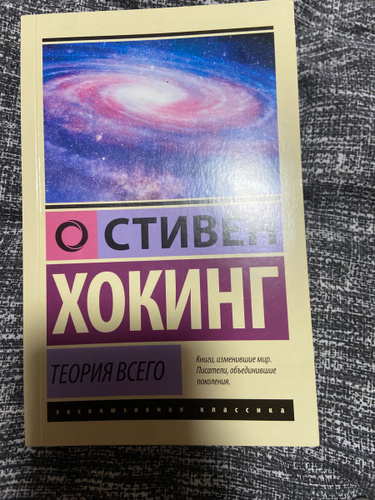 СТИВЕН
ХОКИНГ
ТЕОРИЯ ВСЕГО
Книги, изменившие мир.
Писатели, объединившие
поколения.
эксклюзивная классика